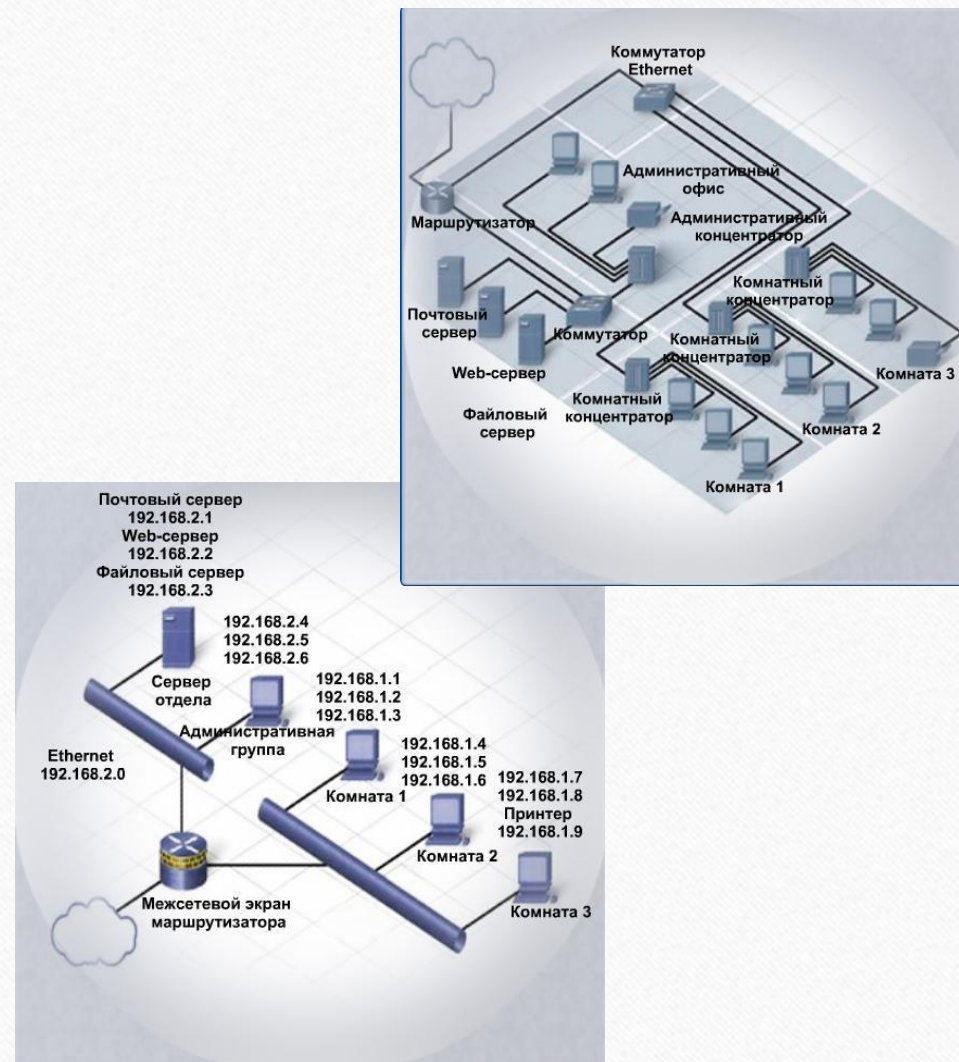 Коммутатор
Ethernet
Административный
офис
Административный
концентратор
Маршрутизатор
Комнатный
концентратор
Почтовый
сервер
Коммутатор
Комнатный
концентратор
Web-сервер
Комната 3
Комнатный
концентратор
Файловый
сервер
Комната 2
Комната 1
Почтовый сервер
192.168.2.1
Web-сервер
192.168.2.2
Файловый сервер
192.168.2.3
192.168.2.4
192.168.2.5
192.168.2.6
Сервер
отдела
192.168.1.1
192.168.1.2
192.168.1.3
Административная
группа
Ethernet
192.168.2.0
192.168.1.4
192.168.1.5
192.168.1.6
Комната 1
192.168.1.7
192.168.1.8
Принтер
192.168.1.9
Комната 2
Межсетевой экран
маршрутизатора
Комната 3